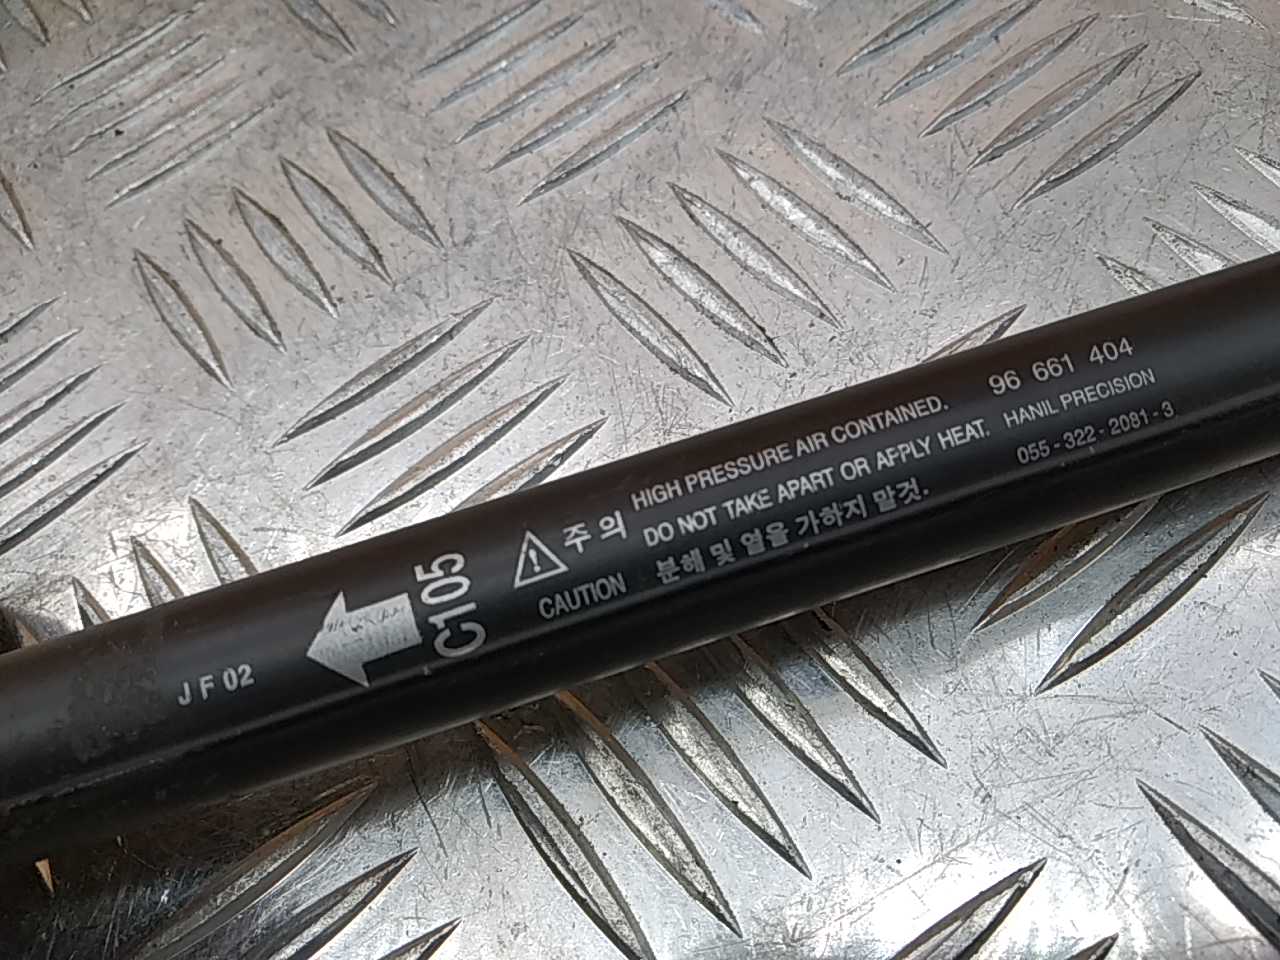 J F 02
C105
주 의
CAUTION
HIGH PRESSURE AIR CONTAINED.
DO NOT TAKE APART OR APPLY HEAT.
분해 및 열을 가하지 말것.
96 661 404
HANIL PRECISION
055-322-2081-3